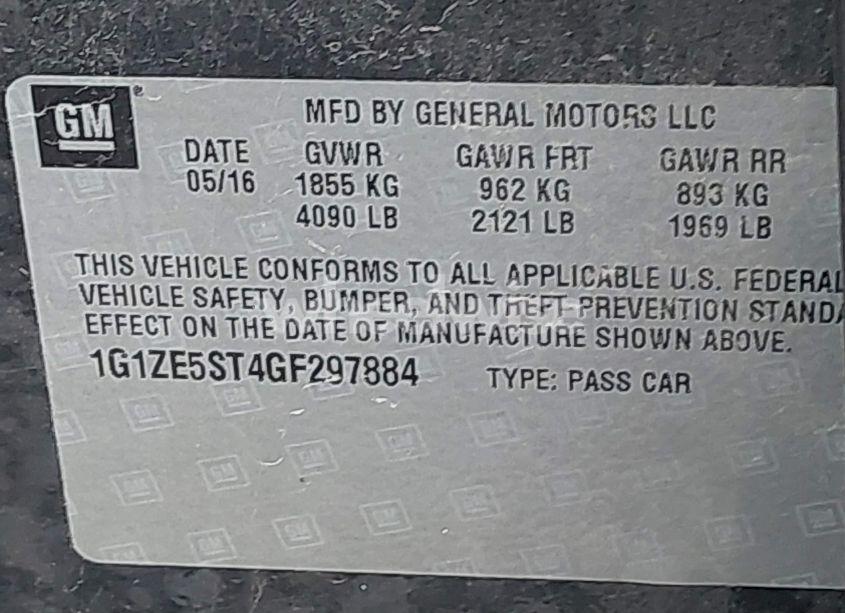 GM
MFD BY GENERAL MOTORS LLC
DATE GVWR GAWR FRT GAWR RR
05/16 1855 KG 962 KG 893 KG
4090 LB 2121 LB 1969 LB
THIS VEHICLE CONFORMS TO ALL APPLICABLE U.S. FEDERAL
VEHICLE SAFETY, BUMPER, AND THEFT PREVENTION STANDA
EFFECT ON THE DATE OF MANUFACTURE SHOWN ABOVE.
1G1ZE5ST4GF297884 TYPE: PASS CAR